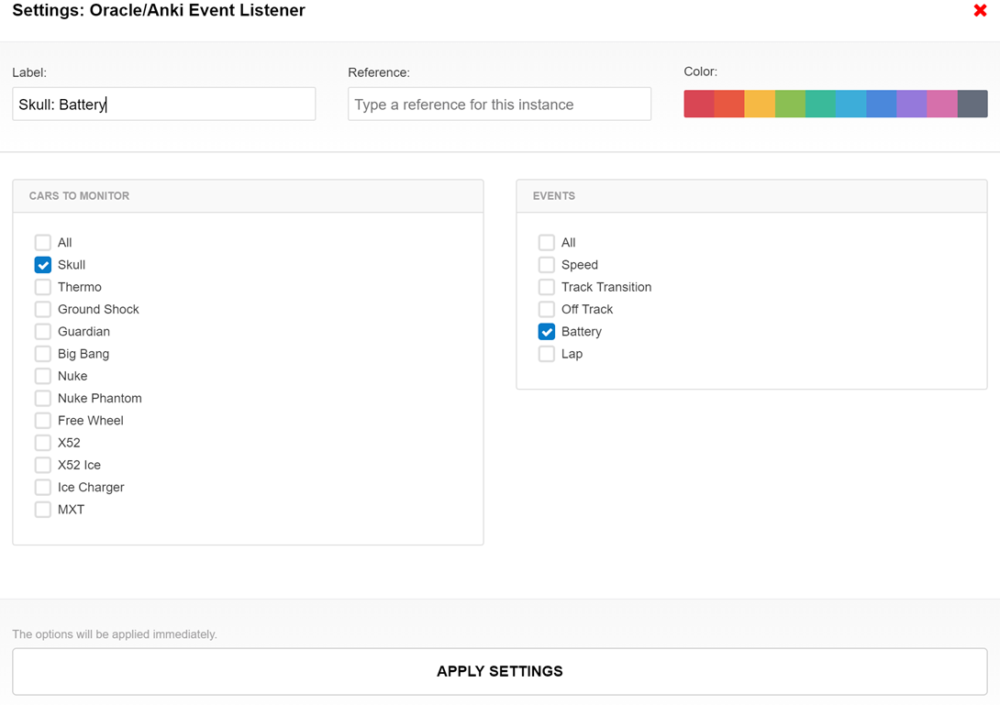 Settings: Oracle/Anki Event Listener
Label:
Reference:
Color:
Skull: Battery
Type a reference for this instance
CARS TO MONITOR
All
Skull
Thermo
Ground Shock
Guardian
Big Bang
Nuke
Nuke Phantom
Free Wheel
X52
X52 Ice
Ice Charger
MXT
EVENTS
All
Speed
Track Transition
Off Track
Battery
Lap
The options will be applied immediately.
APPLY SETTINGS